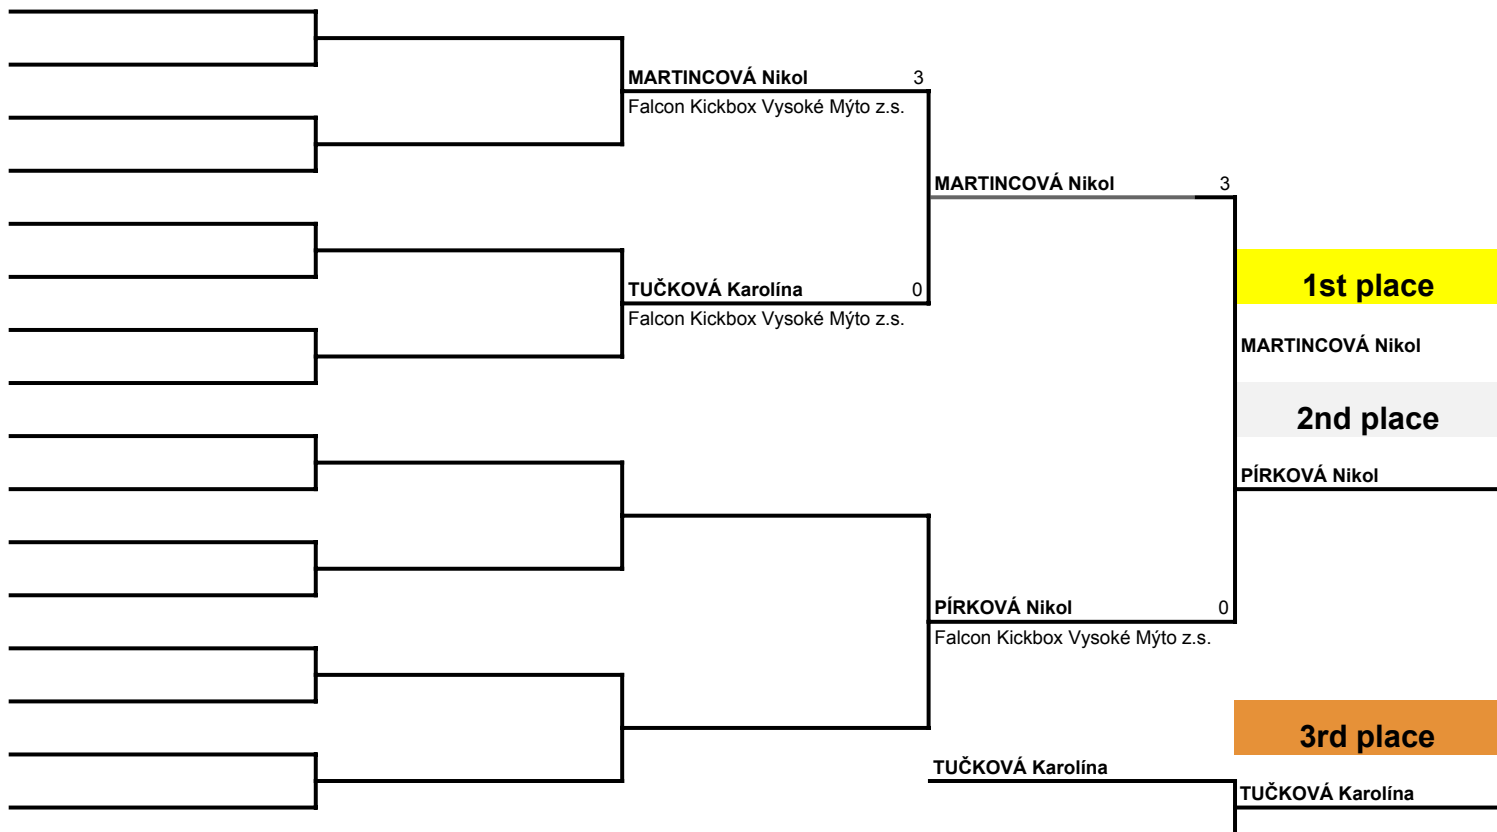 MARTINCOVÁ Nikol 3
Falcon Kickbox Vysoké Mýto z.s.
MARTINCOVÁ Nikol 3
TUČKOVÁ Karolína 0
Falcon Kickbox Vysoké Mýto z.s.
1st place
MARTINCOVÁ Nikol
2nd place
PÍRKOVÁ Nikol
PÍRKOVÁ Nikol 0
Falcon Kickbox Vysoké Mýto z.s.
3rd place
TUČKOVÁ Karolína
TUČKOVÁ Karolína